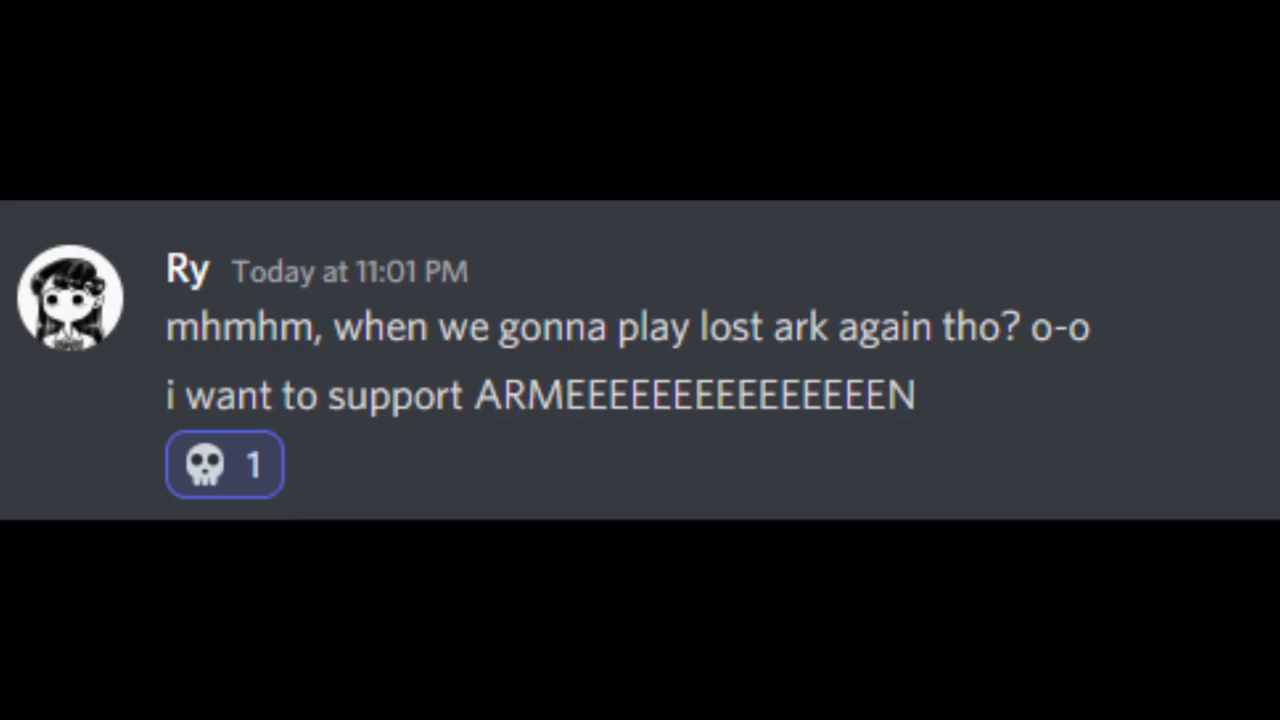 Ry Today at 11:01 PM
mhmhm, when we gonna play lost ark again tho? o-o
i want to support ARMEEEEEEEEEEEEEEEN
💀 1